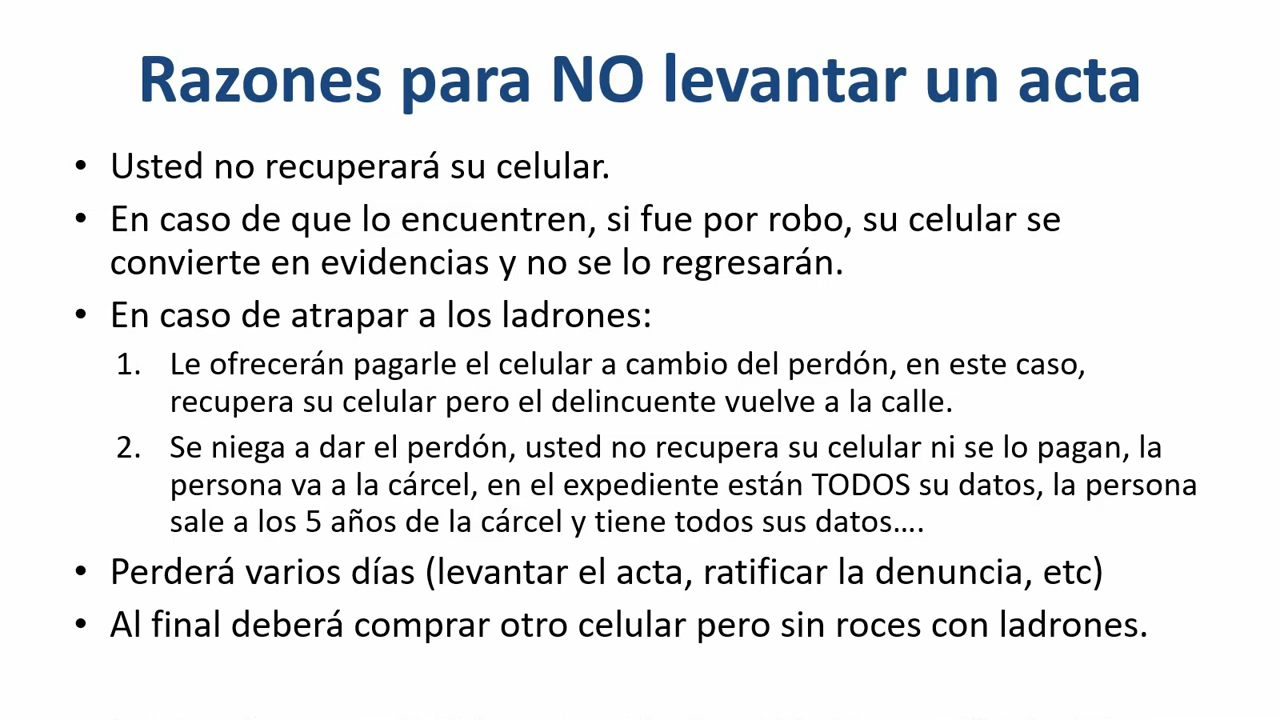 Razones para NO levantar un acta
• Usted no recuperará su celular.
• En caso de que lo encuentren, si fue por robo, su celular se
convierte en evidencias y no se lo regresarán.
• En caso de atrapar a los ladrones:
1. Le ofrecerán pagarle el celular a cambio del perdón, en este caso,
recupera su celular pero el delincuente vuelve a la calle.
2. Se niega a dar el perdón, usted no recupera su celular ni se lo pagan, la
persona va a la cárcel, en el expediente están TODOS su datos, la persona
sale a los 5 años de la cárcel y tiene todos sus datos....
• Perderá varios días (levantar el acta, ratificar la denuncia, etc)
• Al final deberá comprar otro celular pero sin roces con ladrones.